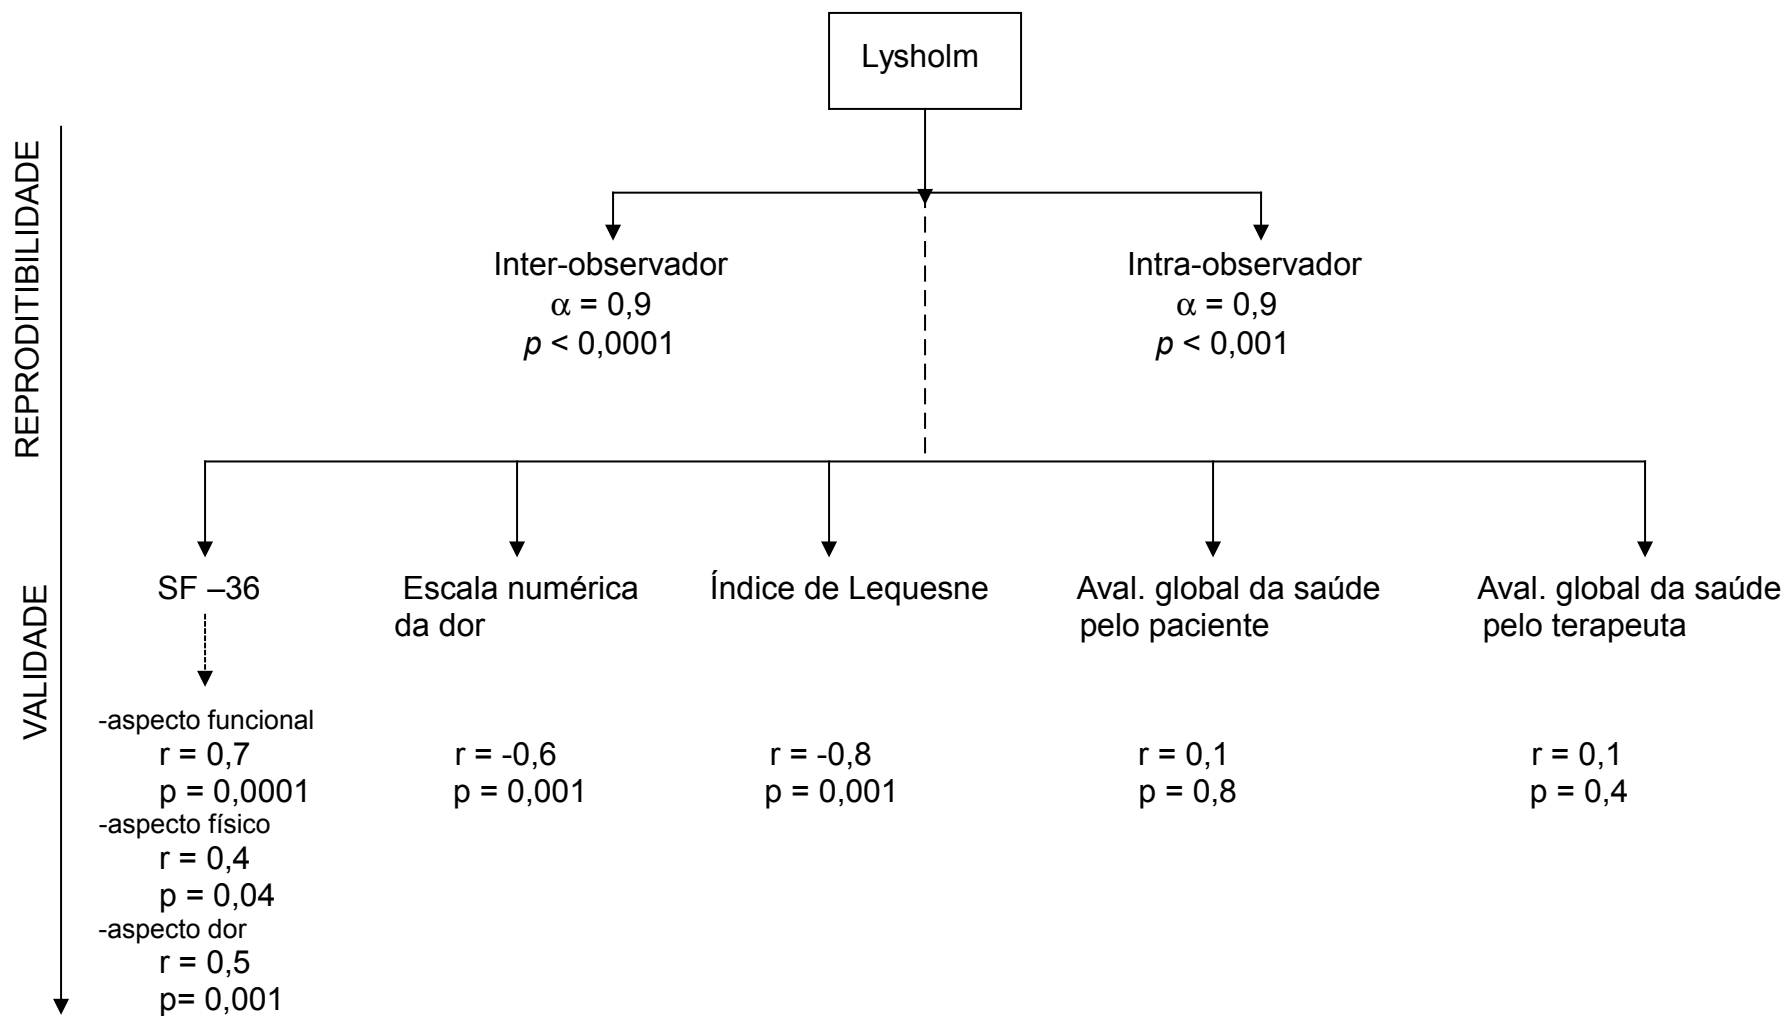 Lysholm
REPRODITIBILIDADE
Inter-observador
α = 0,9
p < 0,0001
Intra-observador
α = 0,9
p < 0,001
VALIDADE
SF –36
Escala numérica
da dor
Índice de Lequesne
Aval. global da saúde
pelo paciente
Aval. global da saúde
pelo terapeuta
-aspecto funcional
r = 0,7
p = 0,0001
-aspecto físico
r = 0,4
p = 0,04
-aspecto dor
r = 0,5
p= 0,001
r = -0,6
p = 0,001
r = -0,8
p = 0,001
r = 0,1
p = 0,8
r = 0,1
p = 0,4